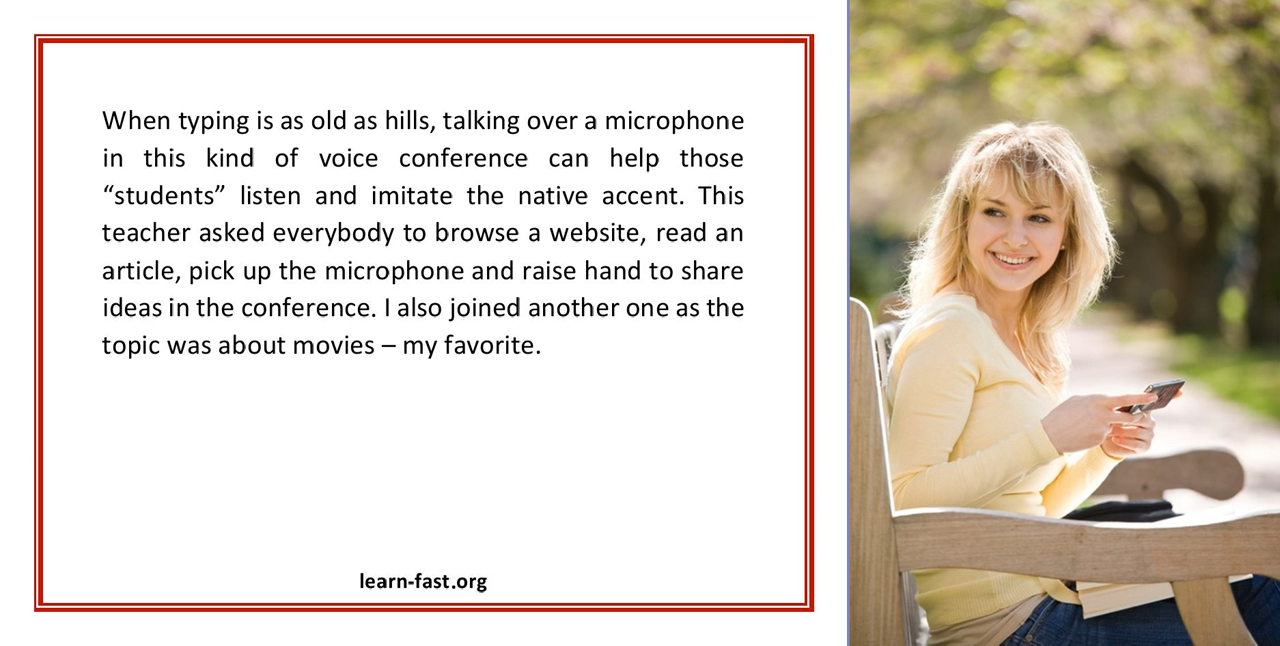 When typing is as old as hills, talking over a microphone
in this kind of voice conference can help those
“students” listen and imitate the native accent. This
teacher asked everybody to browse a website, read an
article, pick up the microphone and raise hand to share
ideas in the conference. I also joined another one as the
topic was about movies – my favorite.
learn-fast.org